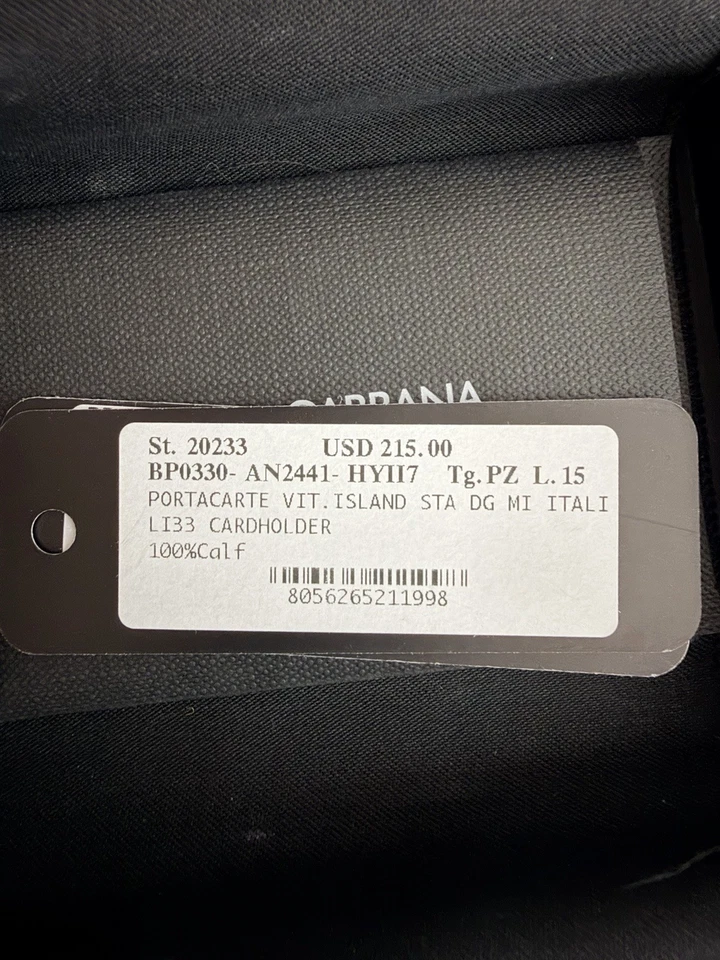 St. 20233 USD 215.00
BP0330- AN2441- HYII7 Tg. PZ L. 15
PORTACARTE VIT.ISLAND STA DG MI ITALI
LI33 CARDHOLDER
100%Calf
8056265211998